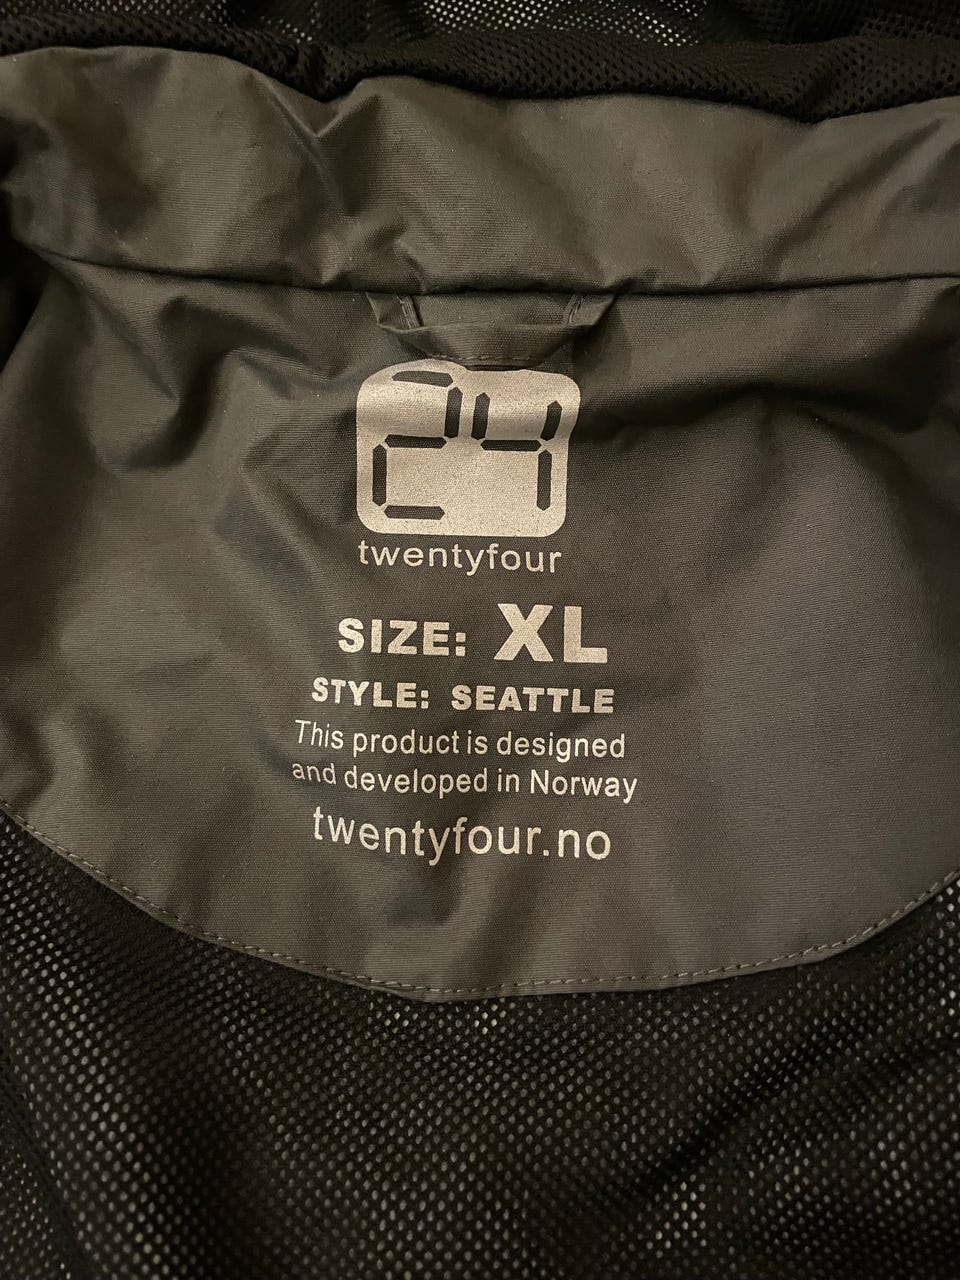 24
twentyfour
SIZE: XL
STYLE: SEATTLE
This product is designed
and developed in Norway
twentyfour.no